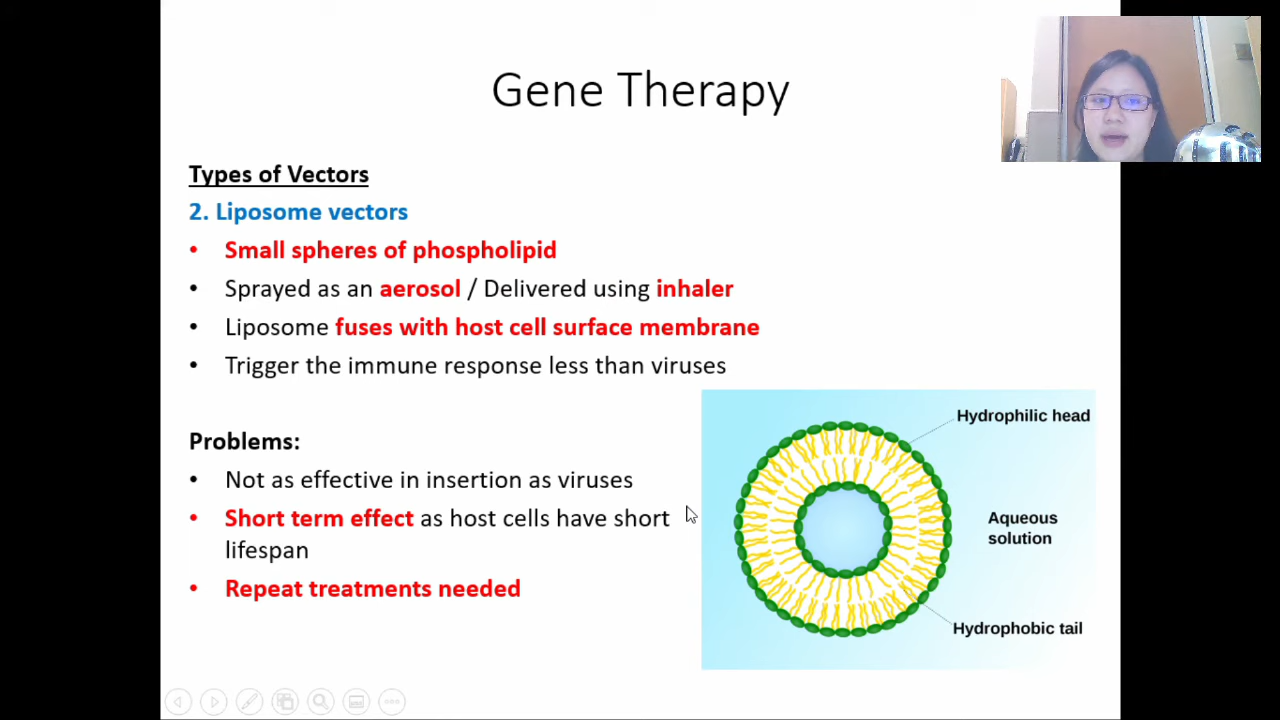 Gene Therapy
Types of Vectors
2. Liposome vectors
• Small spheres of phospholipid
• Sprayed as an aerosol / Delivered using inhaler
• Liposome fuses with host cell surface membrane
• Trigger the immune response less than viruses
Problems:
• Not as effective in insertion as viruses
• Short term effect as host cells have short
lifespan
• Repeat treatments needed
Hydrophilic head
Aqueous
solution
Hydrophobic tail